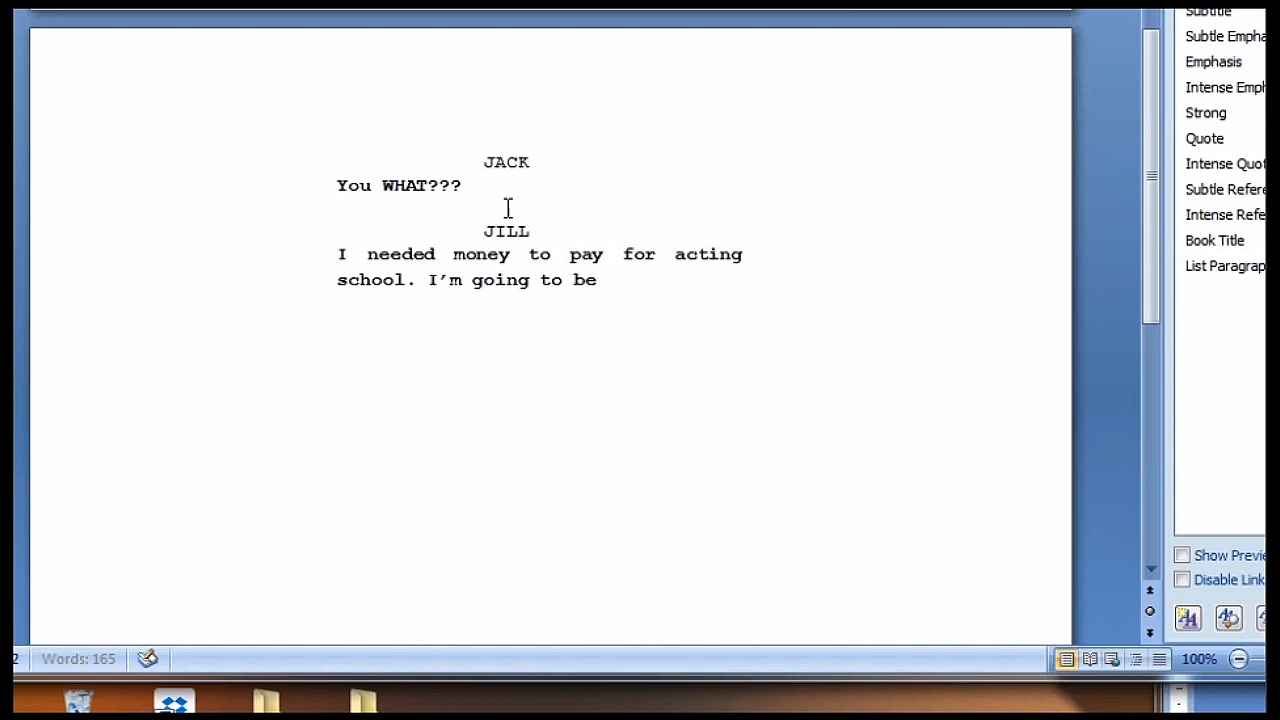 Subtitle
Subtle Empha
Emphasis
Intense Emph
Strong
Quote
Intense Quot
Subtle Refere
Intense Refe
Book Title
List Paragrap
JACK
You WHAT???
JILL
I needed money to pay for acting
school. I’m going to be
Show Previe
Disable Link
2 Words: 165
100%